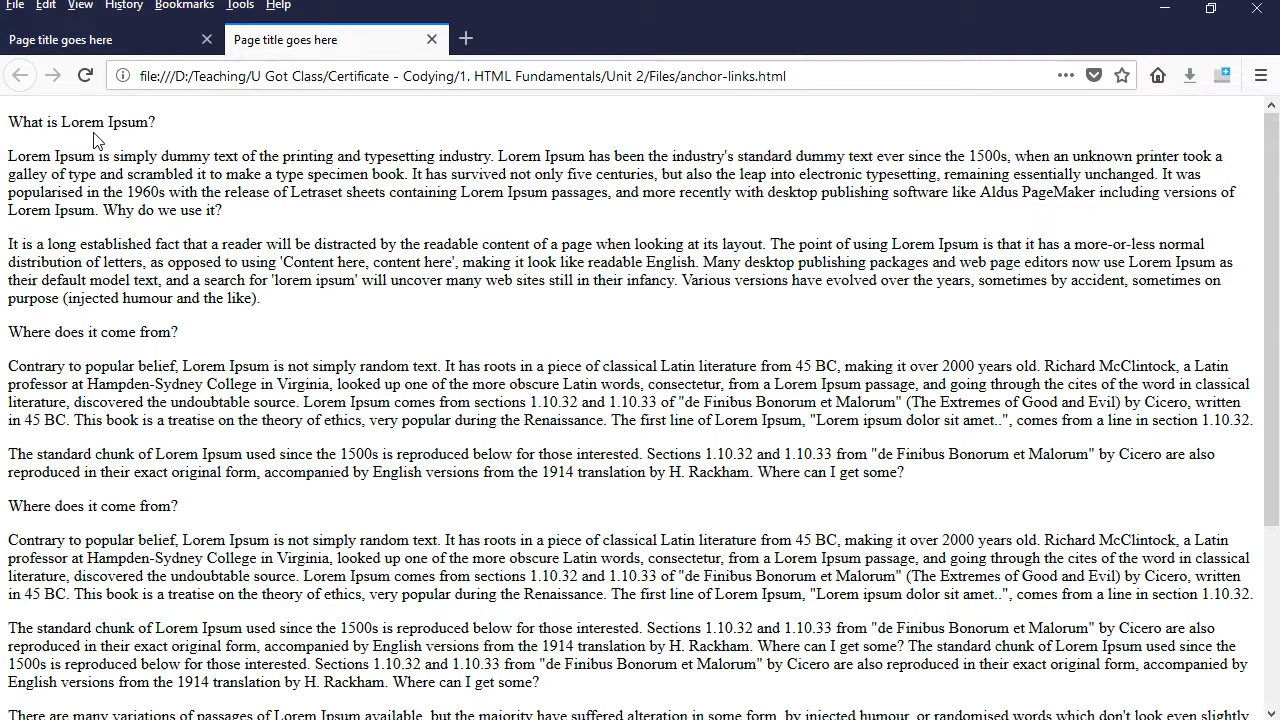 File Edit View History Bookmarks Tools Help
Page title goes here
Page title goes here
file:///D:/Teaching/U Got Class/Certificate - Codying/1. HTML Fundamentals/Unit 2/Files/anchor-links.html
What is Lorem Ipsum?
Lorem Ipsum is simply dummy text of the printing and typesetting industry. Lorem Ipsum has been the industry's standard dummy text ever since the 1500s, when an unknown printer took a
galley of type and scrambled it to make a type specimen book. It has survived not only five centuries, but also the leap into electronic typesetting, remaining essentially unchanged. It was
popularised in the 1960s with the release of Letraset sheets containing Lorem Ipsum passages, and more recently with desktop publishing software like Aldus PageMaker including versions of
Lorem Ipsum. Why do we use it?
It is a long established fact that a reader will be distracted by the readable content of a page when looking at its layout. The point of using Lorem Ipsum is that it has a more-or-less normal
distribution of letters, as opposed to using 'Content here, content here', making it look like readable English. Many desktop publishing packages and web page editors now use Lorem Ipsum as
their default model text, and a search for 'lorem ipsum' will uncover many web sites still in their infancy. Various versions have evolved over the years, sometimes by accident, sometimes on
purpose (injected humour and the like).
Where does it come from?
Contrary to popular belief, Lorem Ipsum is not simply random text. It has roots in a piece of classical Latin literature from 45 BC, making it over 2000 years old. Richard McClintock, a Latin
professor at Hampden-Sydney College in Virginia, looked up one of the more obscure Latin words, consectetur, from a Lorem Ipsum passage, and going through the cites of the word in classical
literature, discovered the undoubtable source. Lorem Ipsum comes from sections 1.10.32 and 1.10.33 of "de Finibus Bonorum et Malorum" (The Extremes of Good and Evil) by Cicero, written
in 45 BC. This book is a treatise on the theory of ethics, very popular during the Renaissance. The first line of Lorem Ipsum, "Lorem ipsum dolor sit amet..", comes from a line in section 1.10.32.
The standard chunk of Lorem Ipsum used since the 1500s is reproduced below for those interested. Sections 1.10.32 and 1.10.33 from "de Finibus Bonorum et Malorum" by Cicero are also
reproduced in their exact original form, accompanied by English versions from the 1914 translation by H. Rackham. Where can I get some?
Where does it come from?
Contrary to popular belief, Lorem Ipsum is not simply random text. It has roots in a piece of classical Latin literature from 45 BC, making it over 2000 years old. Richard McClintock, a Latin
professor at Hampden-Sydney College in Virginia, looked up one of the more obscure Latin words, consectetur, from a Lorem Ipsum passage, and going through the cites of the word in classical
literature, discovered the undoubtable source. Lorem Ipsum comes from sections 1.10.32 and 1.10.33 of "de Finibus Bonorum et Malorum" (The Extremes of Good and Evil) by Cicero, written
in 45 BC. This book is a treatise on the theory of ethics, very popular during the Renaissance. The first line of Lorem Ipsum, "Lorem ipsum dolor sit amet..", comes from a line in section 1.10.32.
The standard chunk of Lorem Ipsum used since the 1500s is reproduced below for those interested. Sections 1.10.32 and 1.10.33 from "de Finibus Bonorum et Malorum" by Cicero are also
reproduced in their exact original form, accompanied by English versions from the 1914 translation by H. Rackham. Where can I get some? The standard chunk of Lorem Ipsum used since the
1500s is reproduced below for those interested. Sections 1.10.32 and 1.10.33 from "de Finibus Bonorum et Malorum" by Cicero are also reproduced in their exact original form, accompanied by
English versions from the 1914 translation by H. Rackham. Where can I get some?
There are many variations of passages of Lorem Ipsum available, but the majority have suffered alteration in some form, by injected humour, or randomised words which don't look even slightly